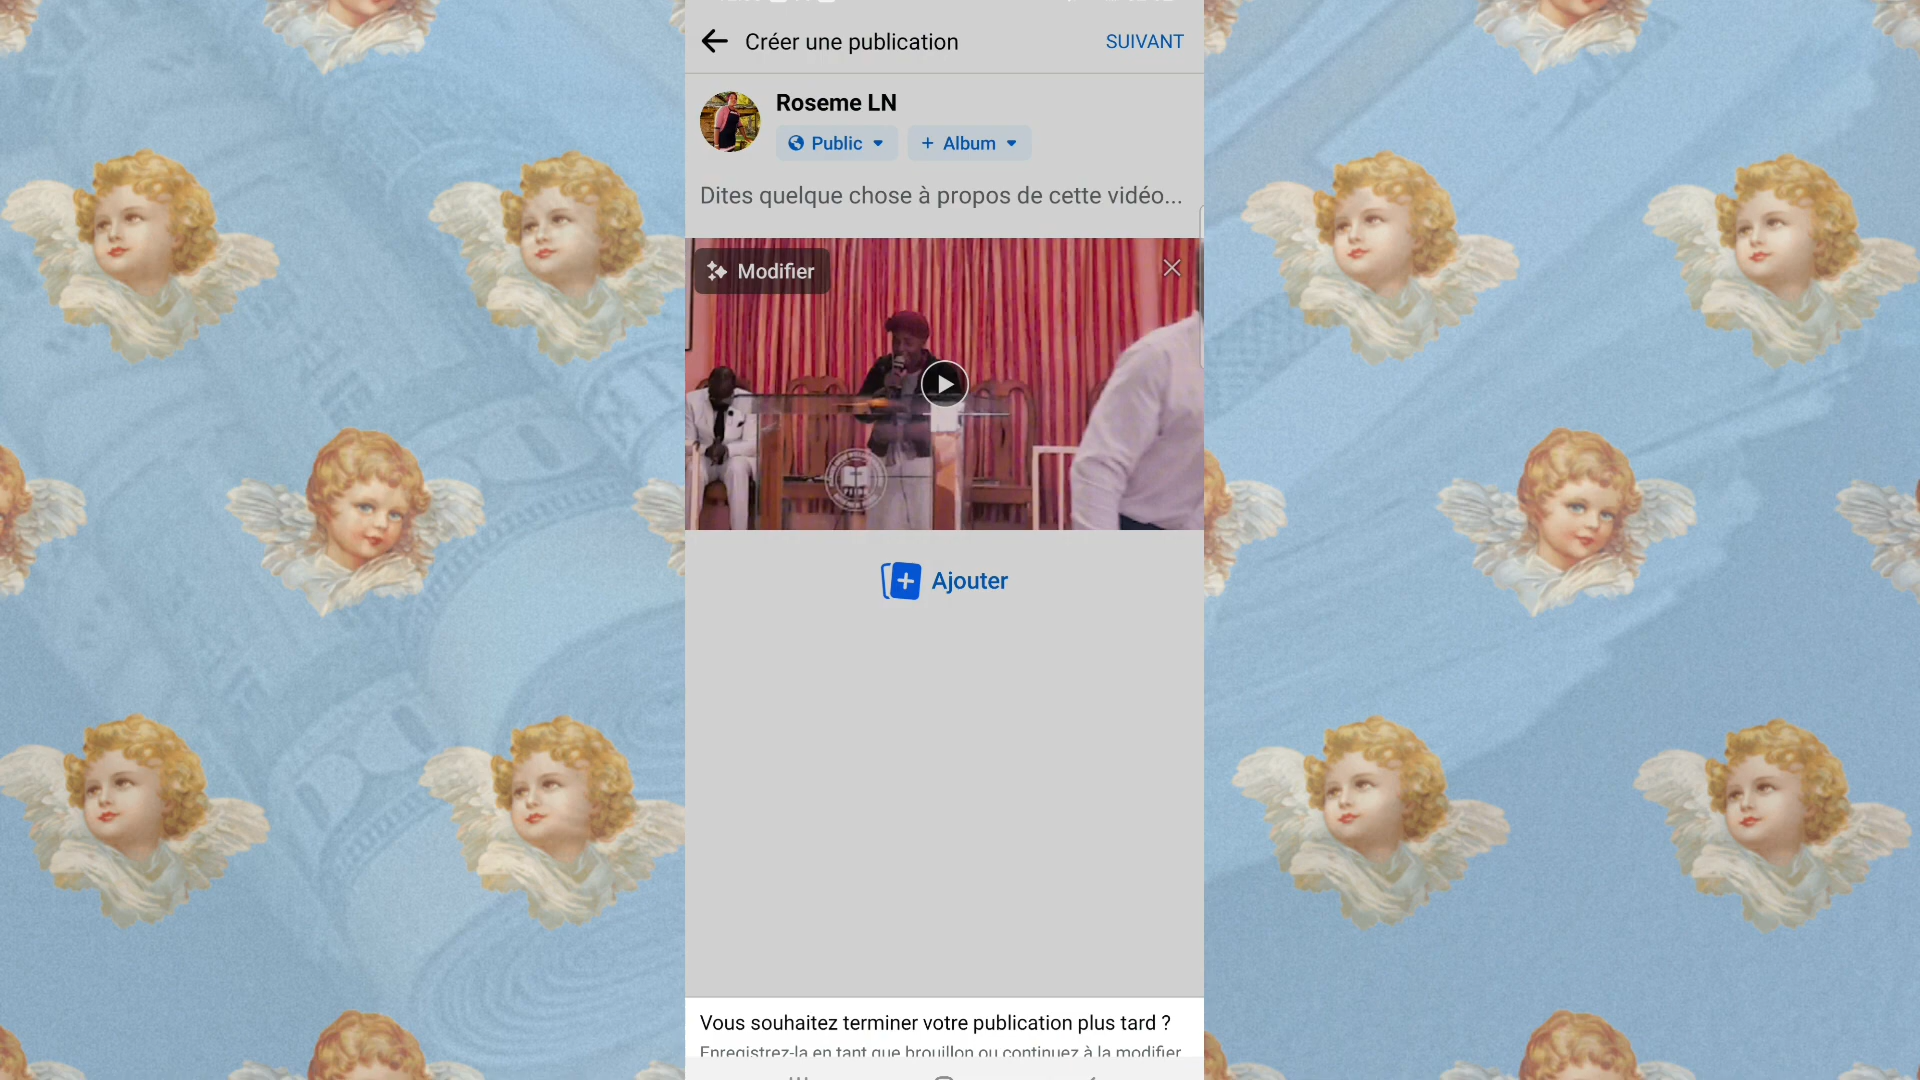 Créer une publication
SUIVANT
Roseme LN
Public
+ Album
Dites quelque chose à propos de cette vidéo...
Modifier
Ajouter
Vous souhaitez terminer votre publication plus tard ?
Enregistrez-la en tant que brouillon ou continuez à la modifier